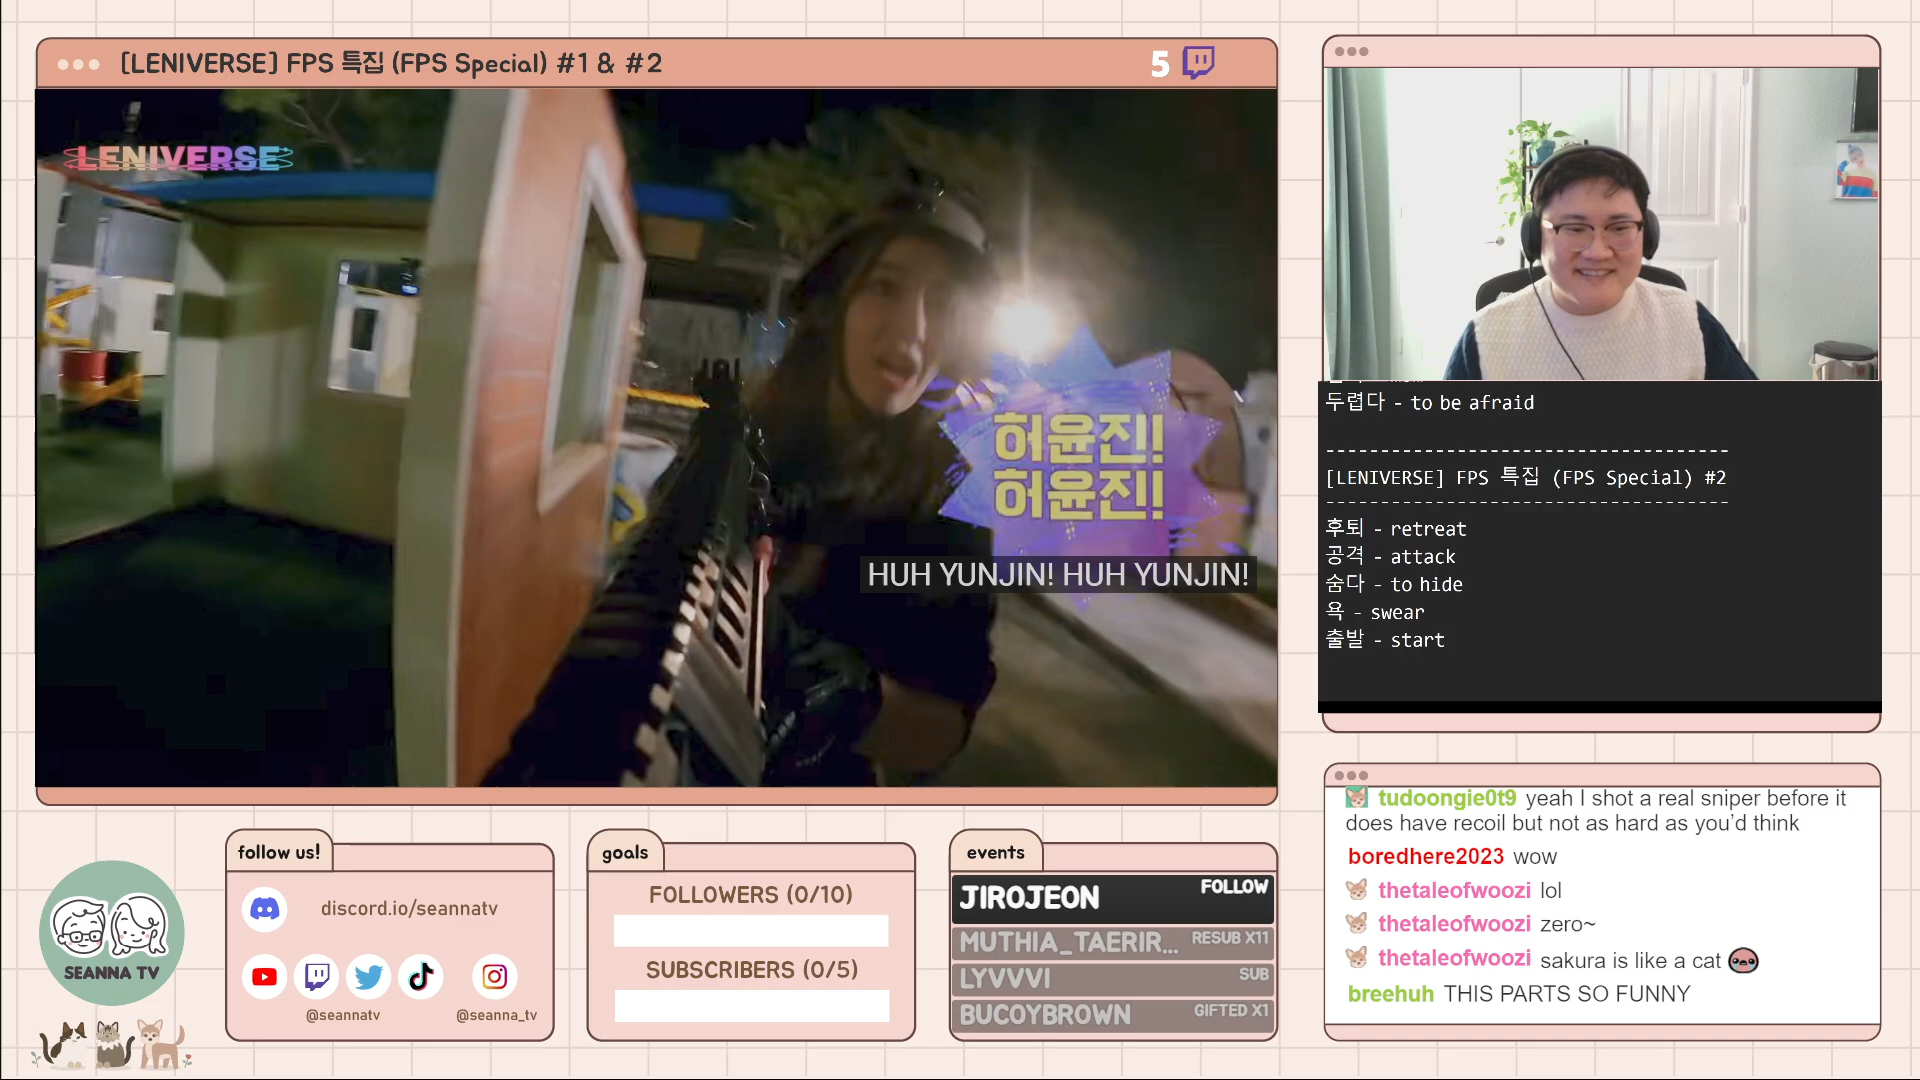 [LENIVERSE] FPS 특집 (FPS Special) #1 & #2
5
LENIVERSE
허윤진!
허윤진!
HUH YUNJIN! HUH YUNJIN!
두렵다 - to be afraid
-------------------------------------
[LENIVERSE] FPS 특집 (FPS Special) #2
-------------------------------------
후퇴 - retreat
공격 - attack
숨다 - to hide
욕 - swear
출발 - start
tudoongie0t9 yeah I shot a real sniper before it
does have recoil but not as hard as you'd think
boredhere2023 wow
thetaleofwoozi lol
thetaleofwoozi zero~
thetaleofwoozi sakura is like a cat
breehuh THIS PARTS SO FUNNY
SEANNA TV
follow us!
discord.io/seannatv
@seannatv
@seanna_tv
goals
FOLLOWERS (0/10)
SUBSCRIBERS (0/5)
events
JIROJEON FOLLOW
MUTHIA_TAERIR... RESUB X11
LYVVVI SUB
BUCOYBROWN GIFTED X1